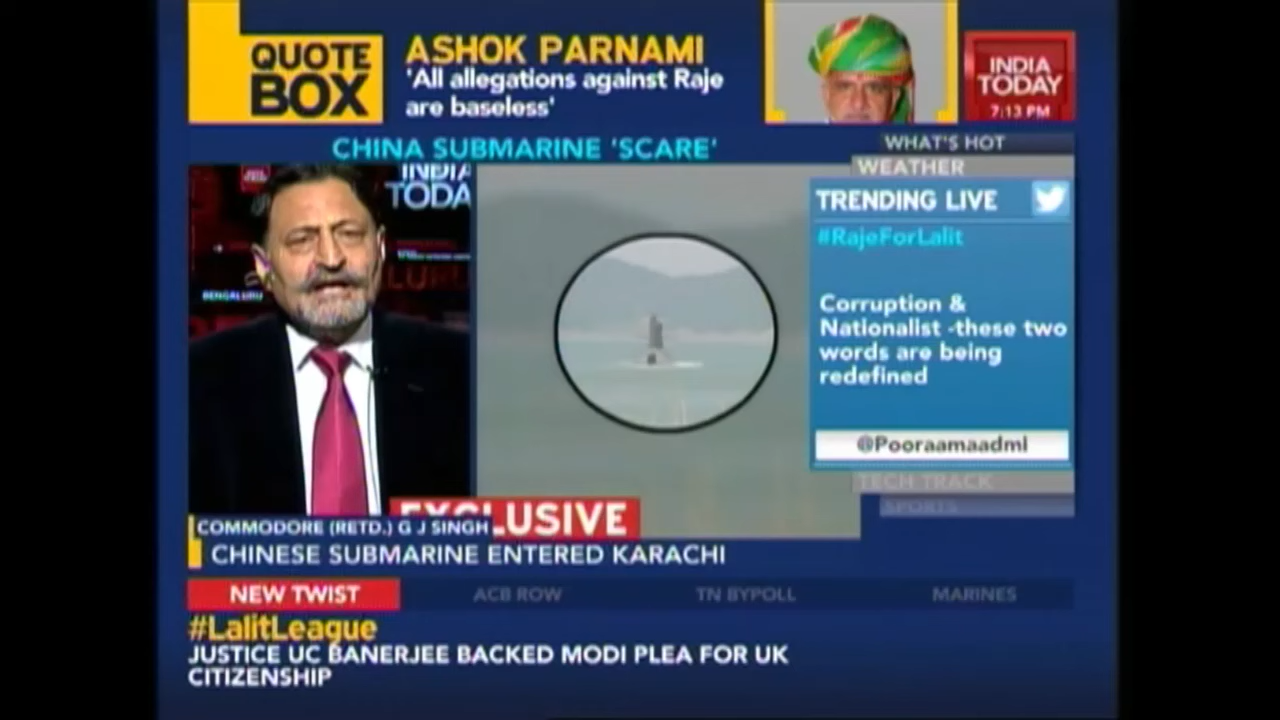 QUOTE
BOX
ASHOK PARNAMI
'All allegations against Raje
are baseless'
INDIA
TODAY
7:13 PM
CHINA SUBMARINE 'SCARE'
WHAT'S HOT
WEATHER
INDIA
TODA
BENGALURU
TRENDING LIVE
#RajeForLalit
Corruption &
Nationalist -these two
words are being
redefined
@PooraamaadmI
TECH TRACK
SPORTS
EXCLUSIVE
COMMODORE (RETD.) G J SINGH
CHINESE SUBMARINE ENTERED KARACHI
NEW TWIST
ACB ROW
TN BYPOLL
MARINES
#LalitLeague
JUSTICE UC BANERJEE BACKED MODI PLEA FOR UK
CITIZENSHIP